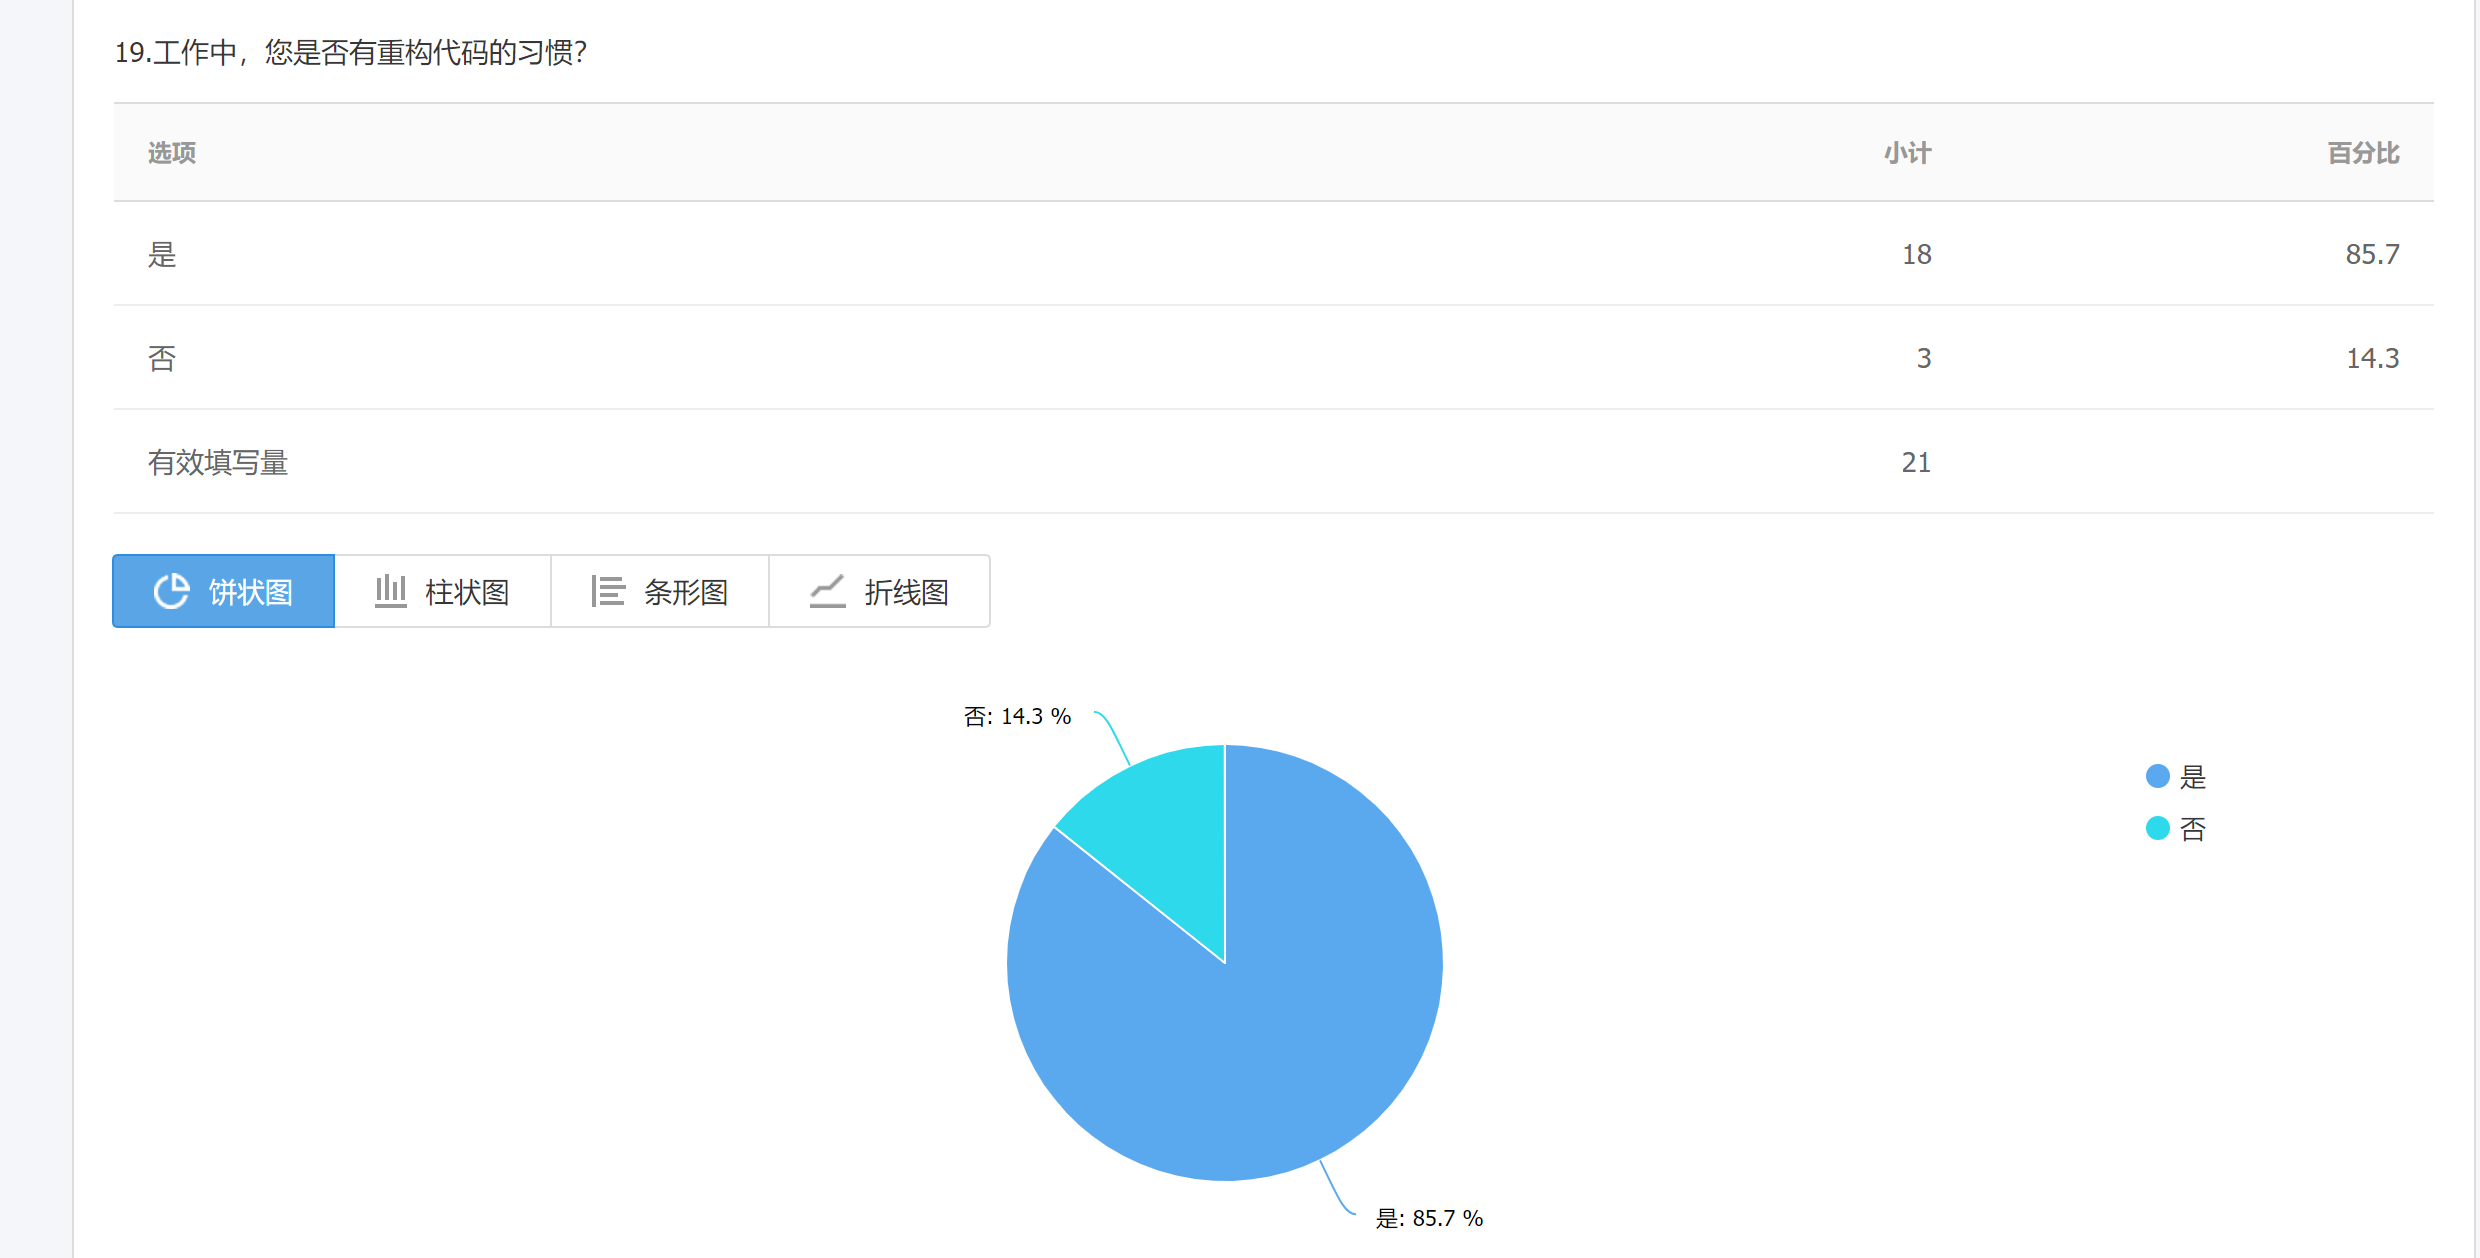 19.工作中，您是否有重构代码的习惯?
选项 小计 百分比
是 18 85.7
否 3 14.3
有效填写量 21
饼状图 柱状图 条形图 折线图
否: 14.3 %
是
否
是: 85.7 %